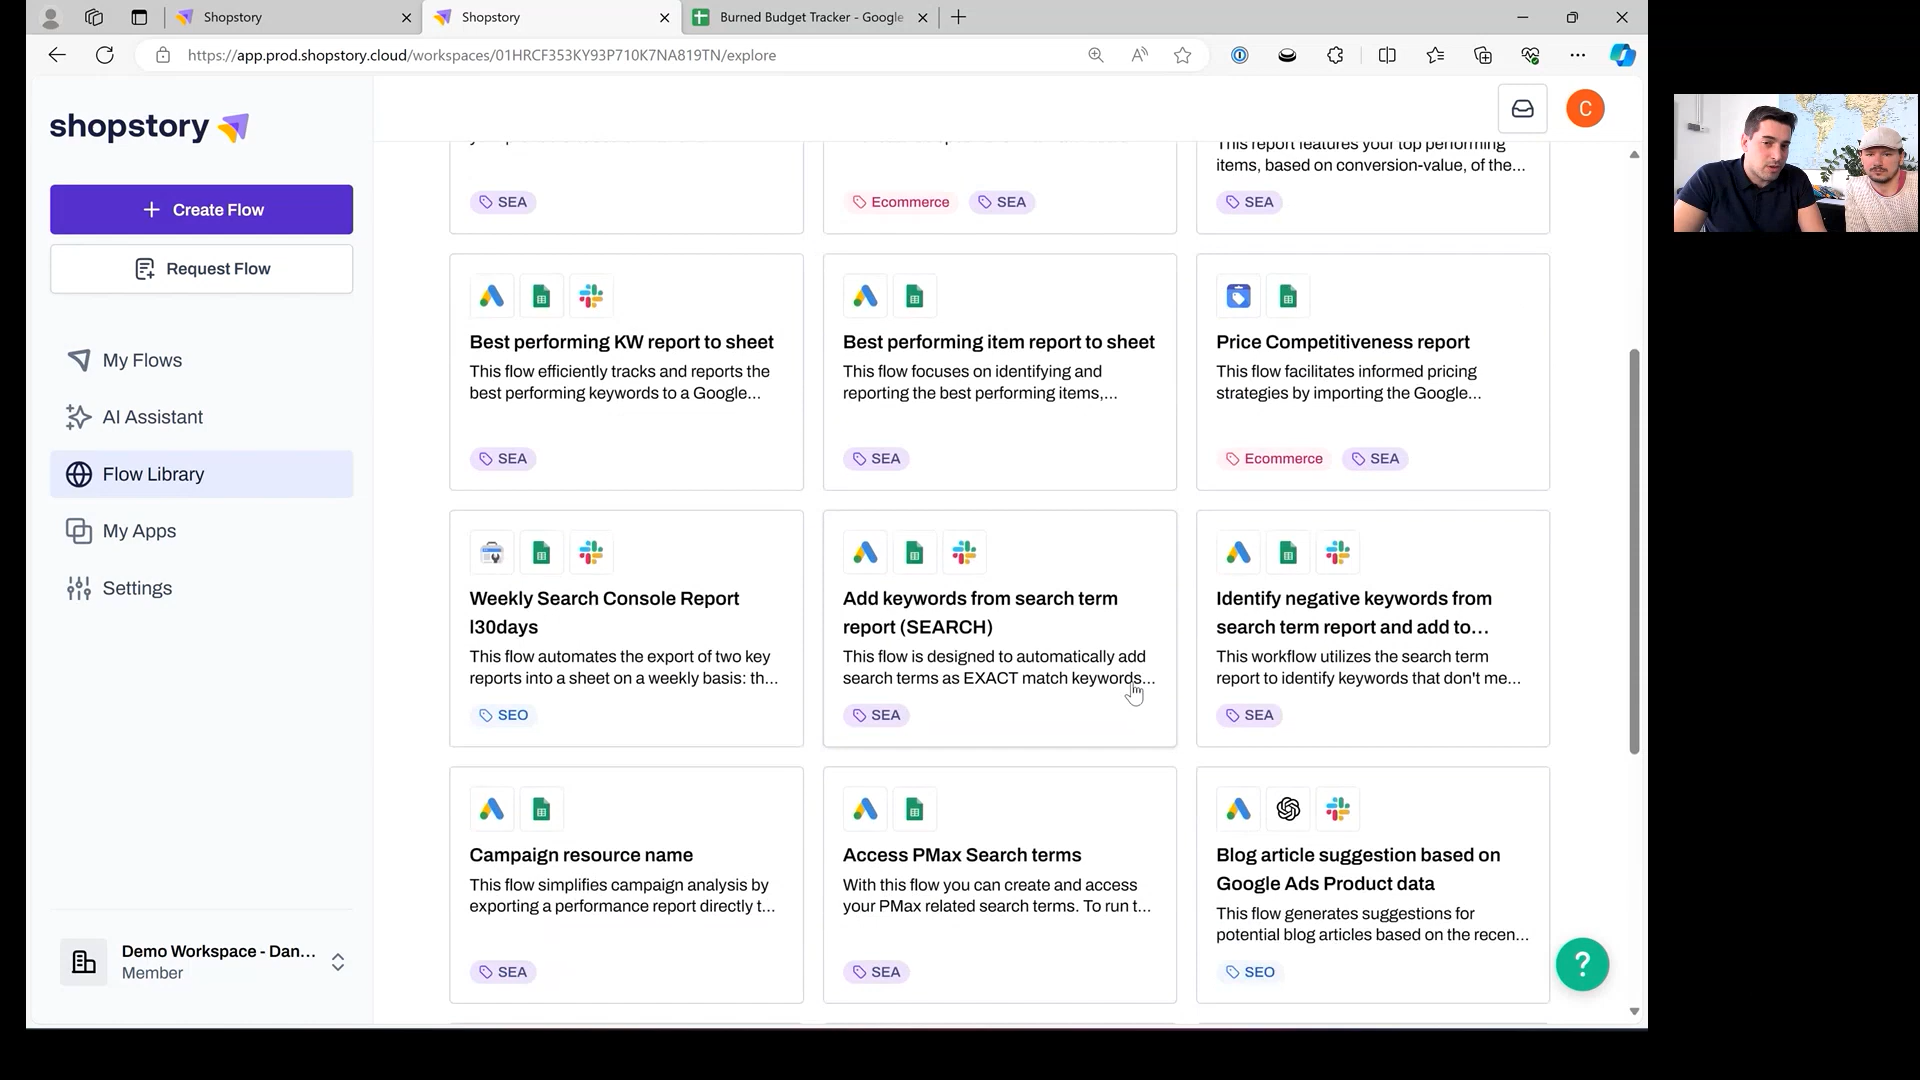 Shopstory
Shopstory
Burned Budget Tracker - Google
https://app.prod.shopstory.cloud/workspaces/01HRCF353KY93P710K7NA819TN/explore
shopstory
C
Create Flow
Request Flow
My Flows
AI Assistant
Flow Library
My Apps
Settings
Demo Workspace - Dan...
Member
This report features your top performing
items, based on conversion-value, of the...
SEA
Ecommerce
SEA
SEA
Best performing KW report to sheet
This flow efficiently tracks and reports the
best performing keywords to a Google...
SEA
Best performing item report to sheet
This flow focuses on identifying and
reporting the best performing items,...
SEA
Price Competitiveness report
This flow facilitates informed pricing
strategies by importing the Google...
Ecommerce
SEA
Weekly Search Console Report
l30days
This flow automates the export of two key
reports into a sheet on a weekly basis: th...
SEO
Add keywords from search term
report (SEARCH)
This flow is designed to automatically add
search terms as EXACT match keywords...
SEA
Identify negative keywords from
search term report and add to...
This workflow utilizes the search term
report to identify keywords that don't me...
SEA
Campaign resource name
This flow simplifies campaign analysis by
exporting a performance report directly t...
SEA
Access PMax Search terms
With this flow you can create and access
your PMax related search terms. To run t...
SEA
Blog article suggestion based on
Google Ads Product data
This flow generates suggestions for
potential blog articles based on the recen...
SEO
?